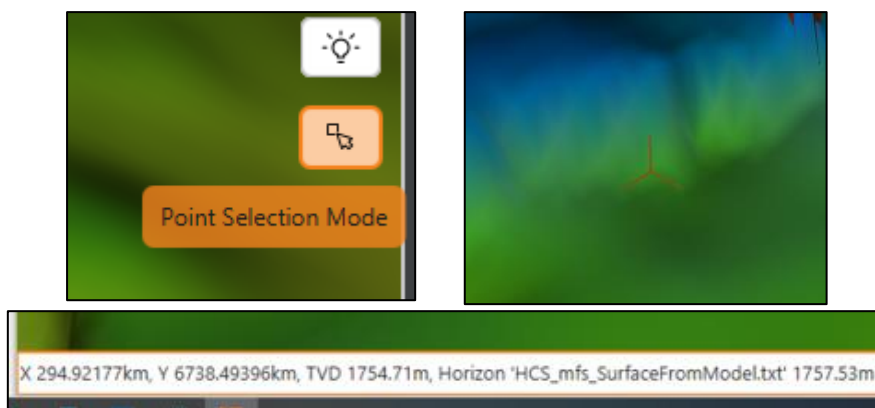 Point Selection Mode
X 294.92177km, Y 6738.49396km, TVD 1754.71m, Horizon 'HCS_mfs_SurfaceFromModel.txt' 1757.53m